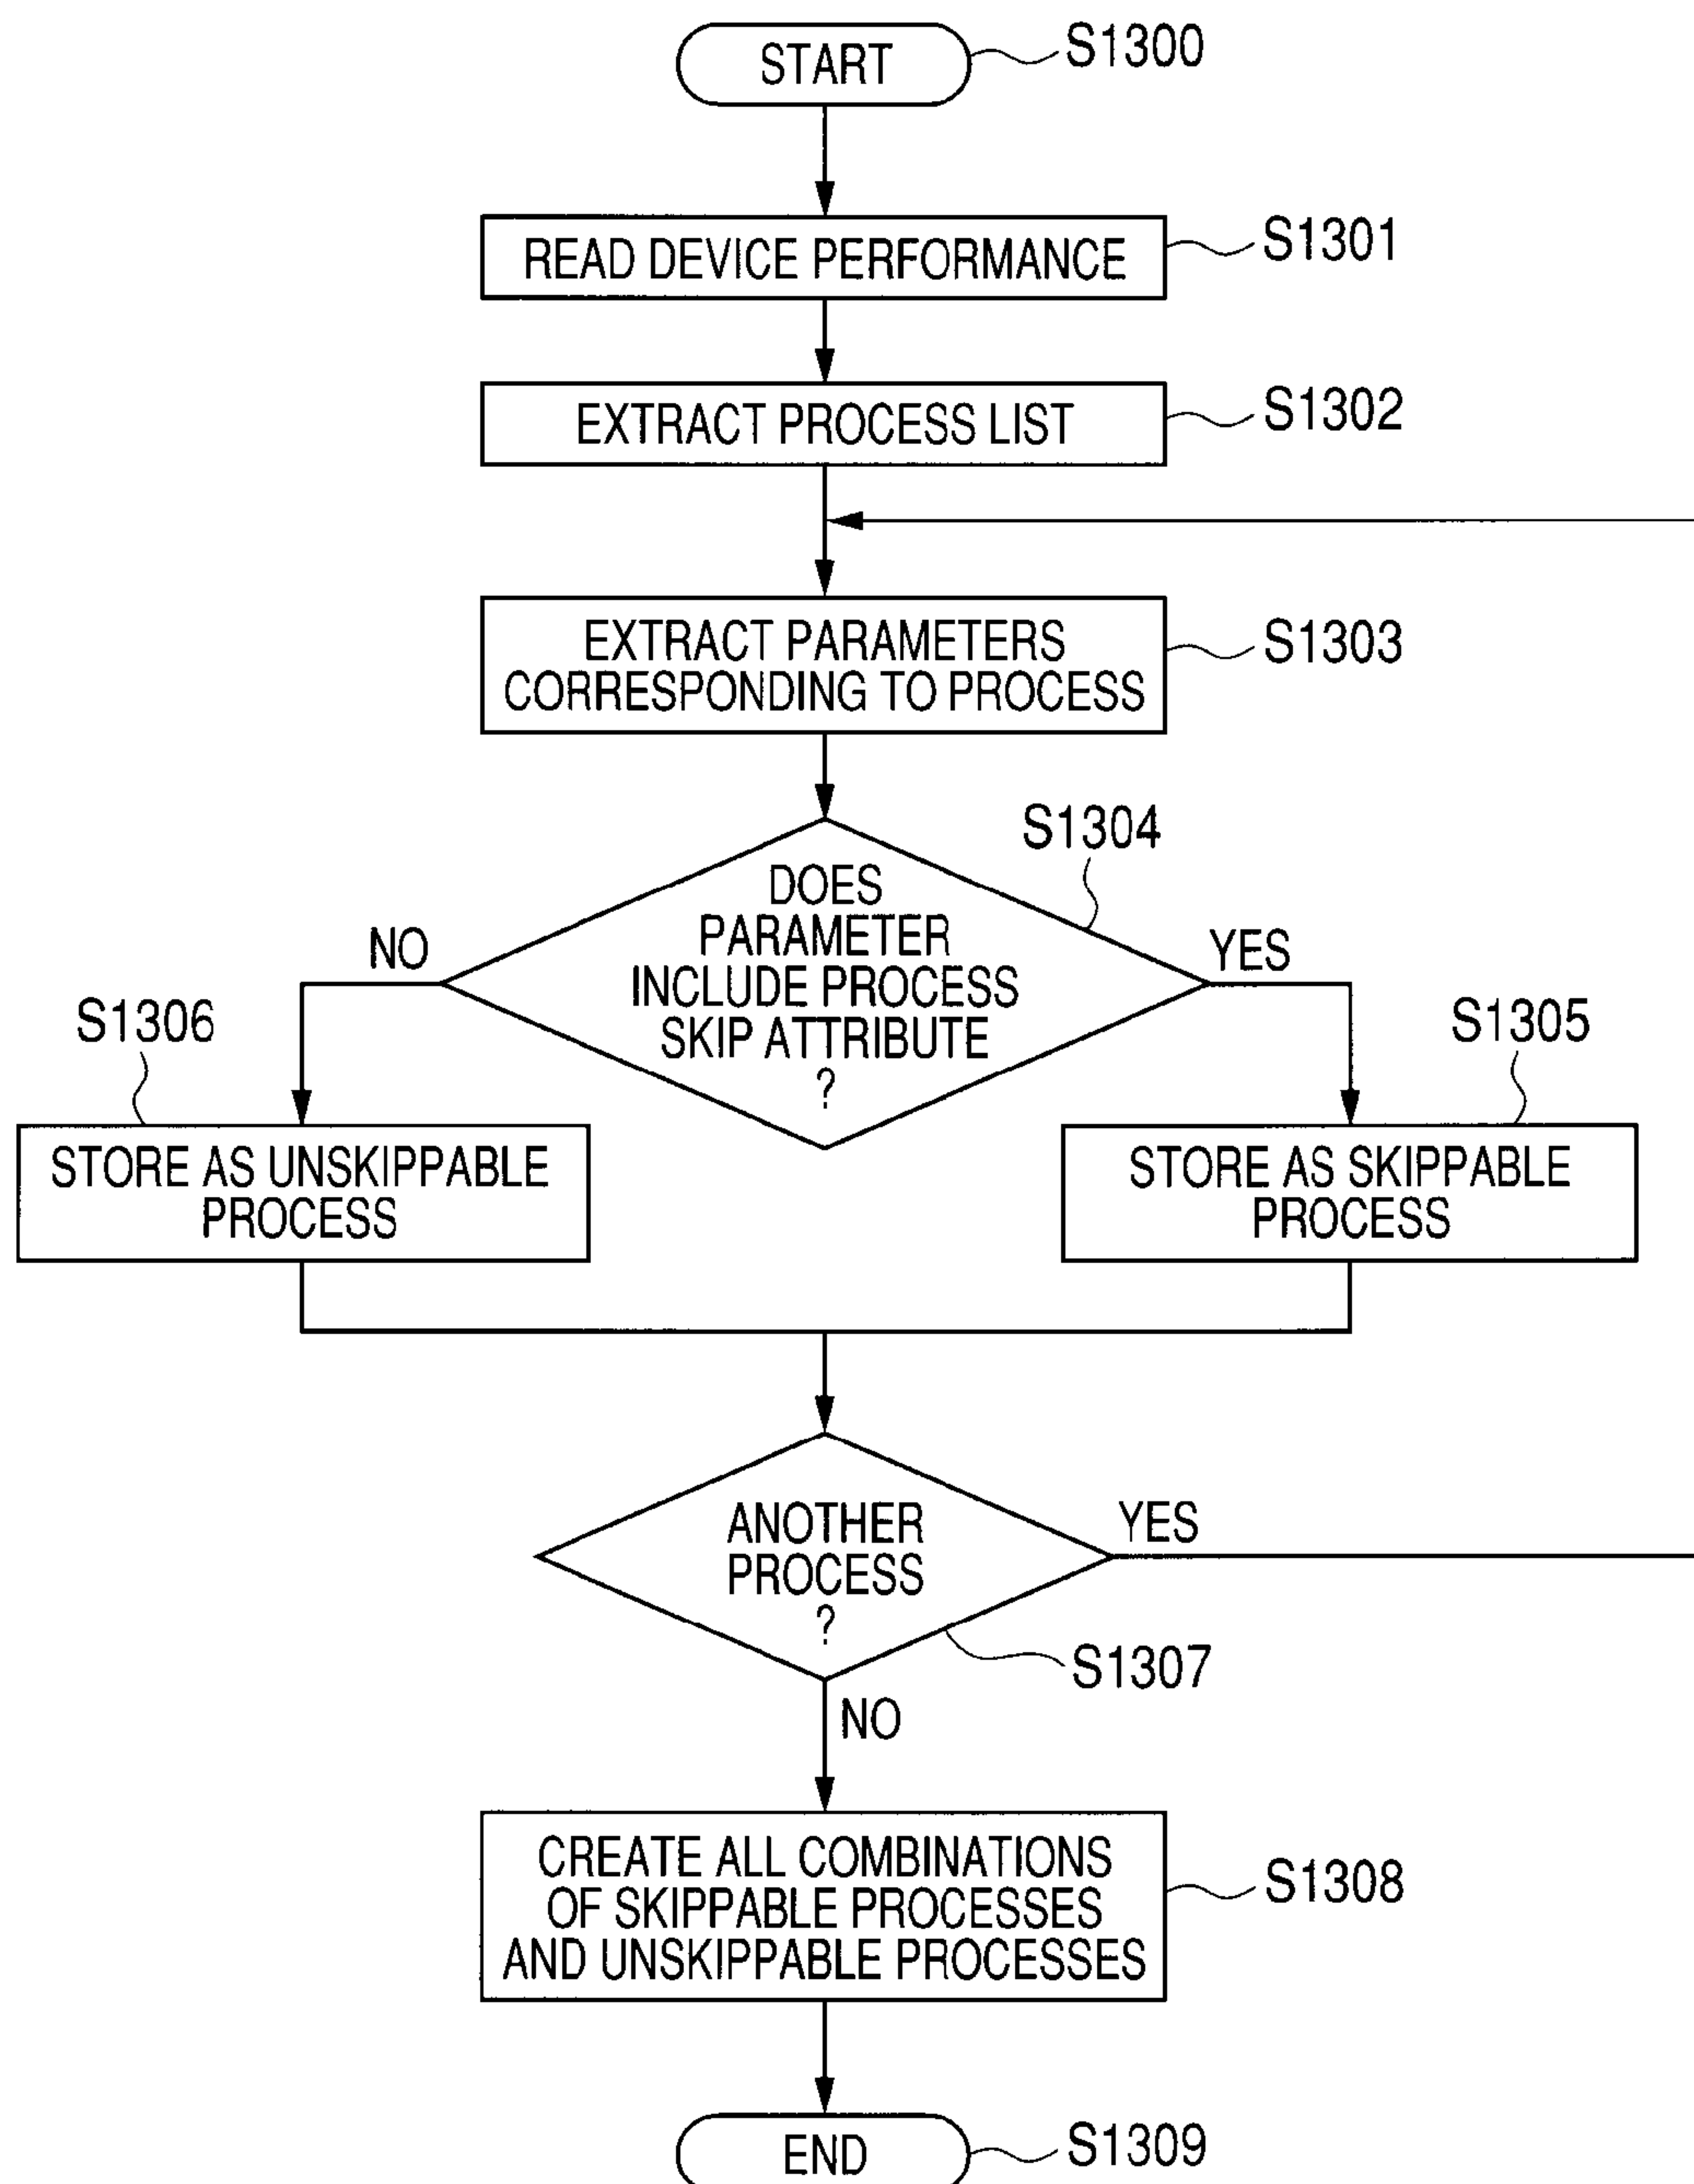 START
S1300
READ DEVICE PERFORMANCE
S1301
EXTRACT PROCESS LIST
S1302
EXTRACT PARAMETERS
CORRESPONDING TO PROCESS
S1303
S1304
DOES
PARAMETER
INCLUDE PROCESS
SKIP ATTRIBUTE
?
NO
YES
S1306
S1305
STORE AS UNSKIPPABLE
PROCESS
STORE AS SKIPPABLE
PROCESS
ANOTHER
PROCESS
?
YES
S1307
NO
CREATE ALL COMBINATIONS
OF SKIPPABLE PROCESSES
AND UNSKIPPABLE PROCESSES
S1308
END
S1309